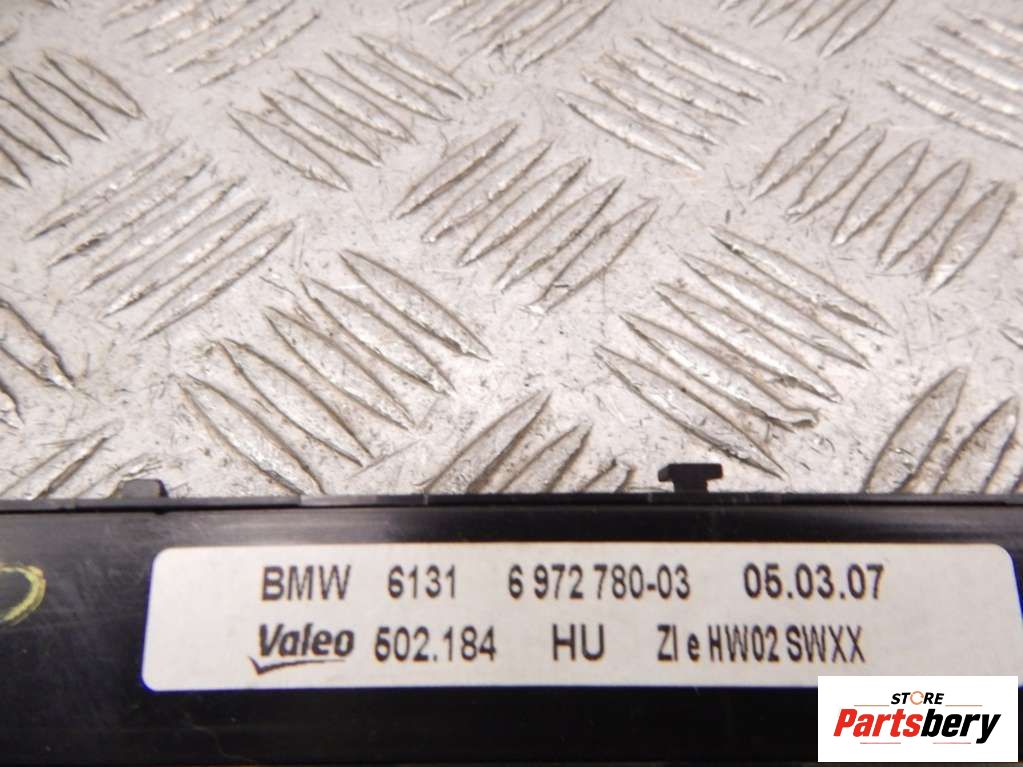 BMW 6131 6 972 780-03 05.03.07
Valeo 502.184 HU ZI e HW02 SWXX
STORE
Partsbery